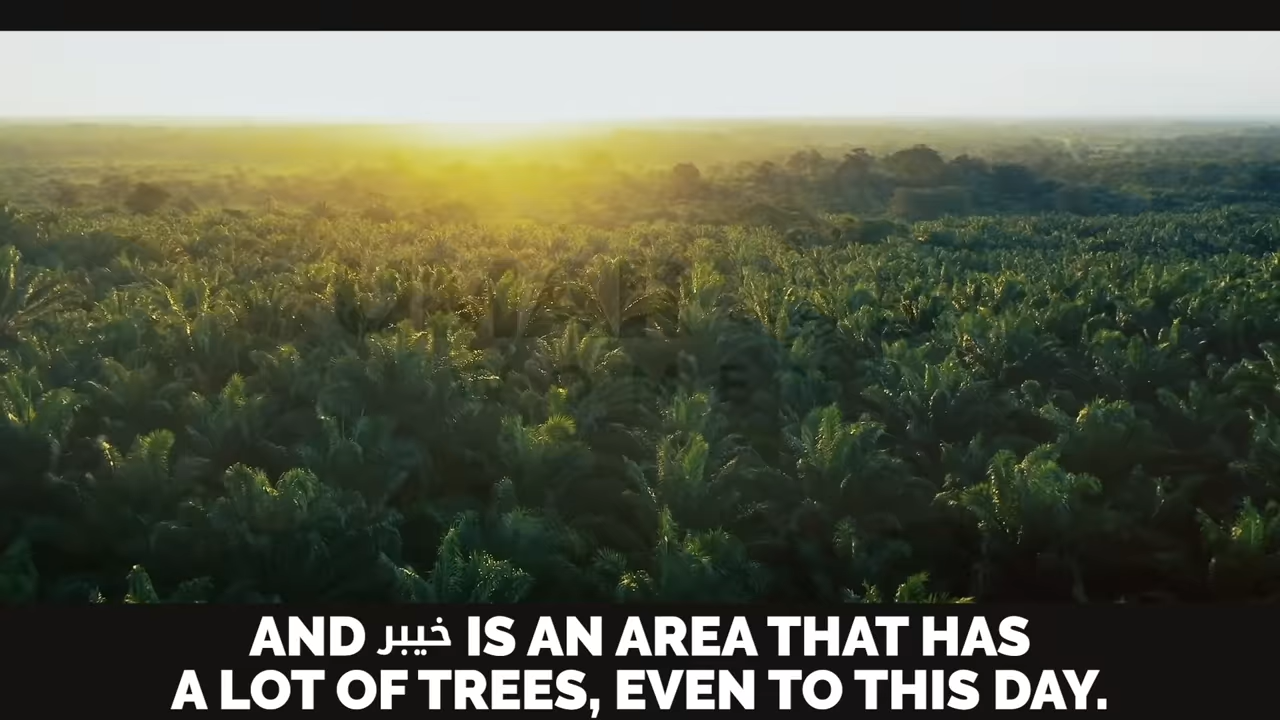 AND خيبر IS AN AREA THAT HAS
A LOT OF TREES, EVEN TO THIS DAY.